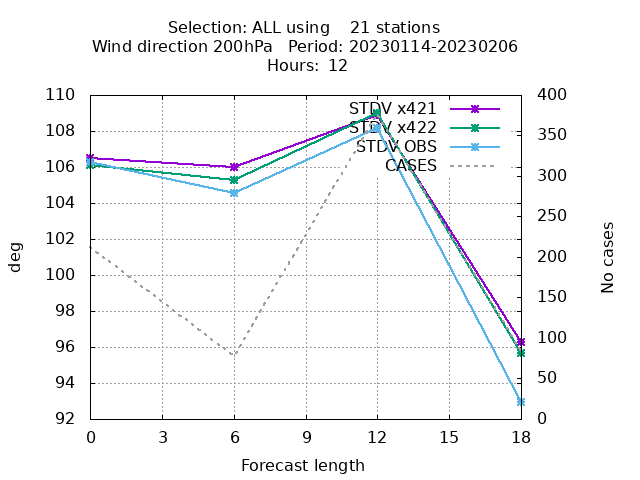 Selection: ALL using    21 stations
Wind direction 200hPa   Period: 20230114-20230206
Hours: 12
110
108
106
104
102
100
98
96
94
92
deg
STDV x421
STDV x422
STDV OBS
CASES
400
350
300
250
200
150
100
50
0
No cases
0 3 6 9 12 15 18
Forecast length